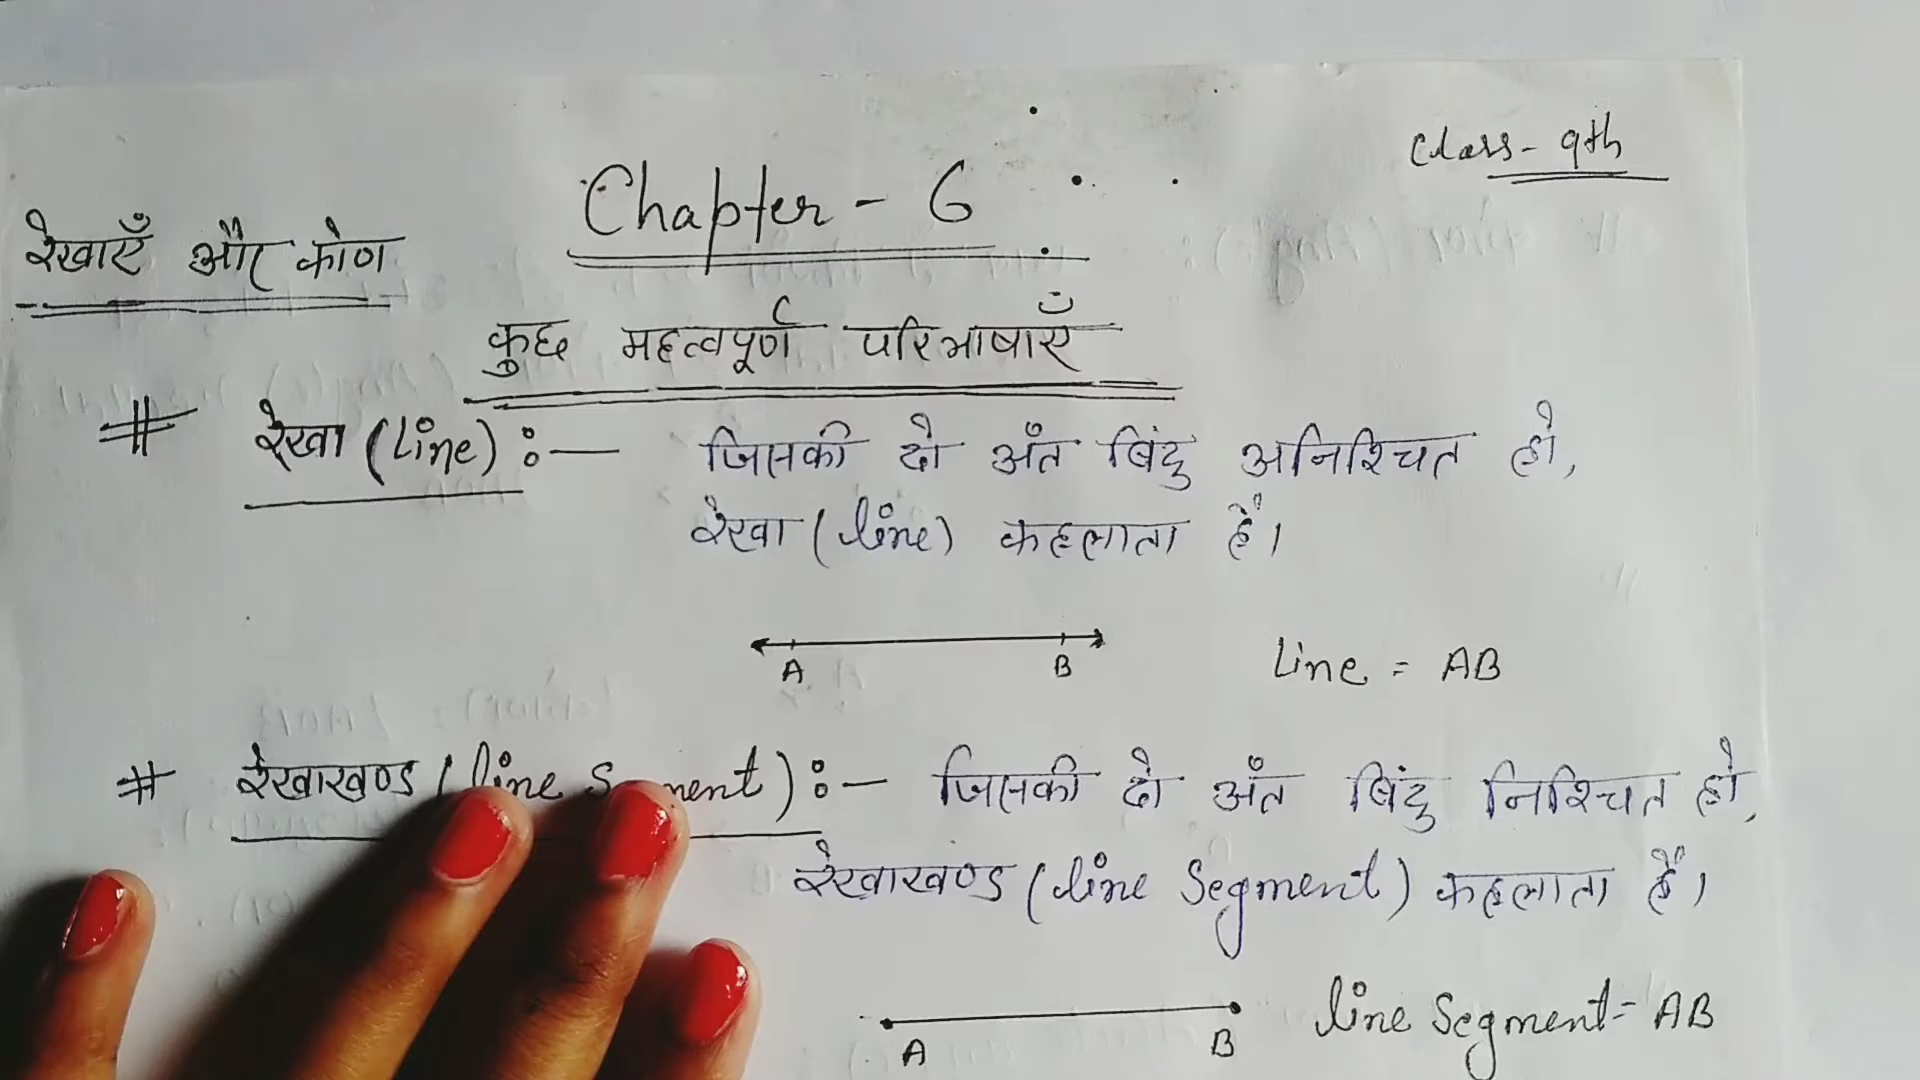 Class - 9th
Chapter - 6
रेखाएँ और कोण
कुछ महत्वपूर्ण परिभाषाएँ
# रेखा (Line) :- जिसकी दो अँत बिंदु अनिश्चित हो,
रेखा (line) कहलाता है।
A B Line = AB
# रेखाखण्ड (line :- जिसकी दो अँत बिंदु निश्चित हो,
रेखाखण्ड (line Segment) कहलाता है।
A B line Segment = AB